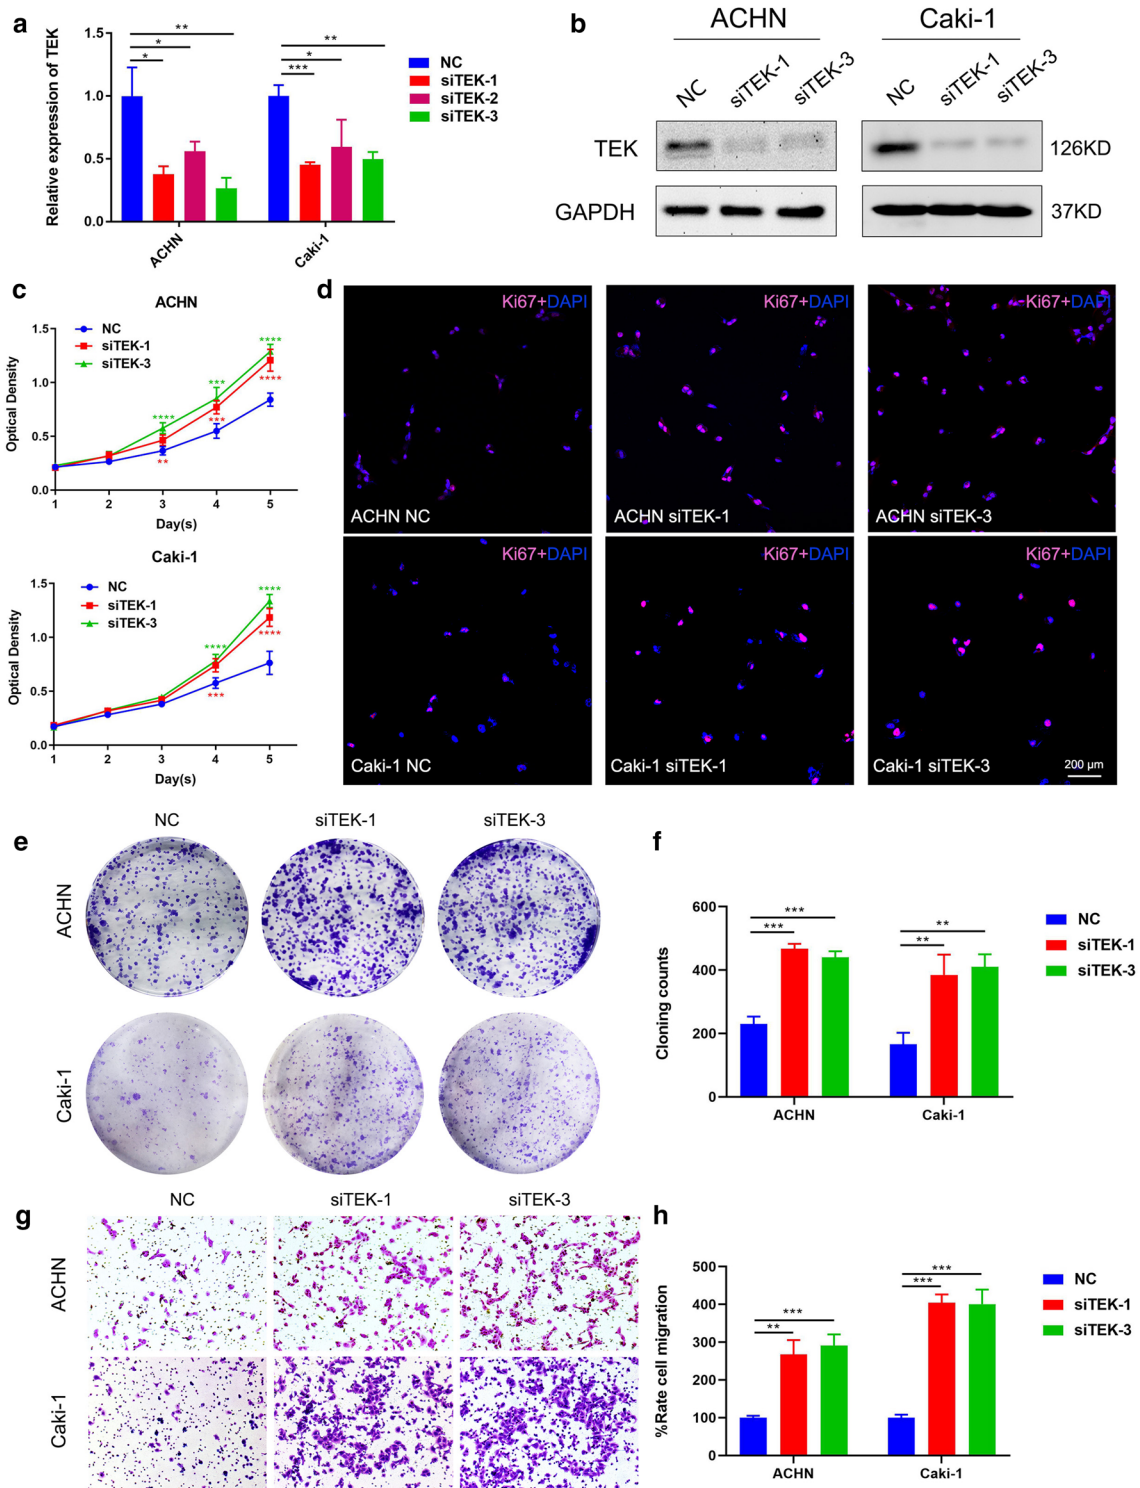 a
Relative expression of TEK
1.5
1.0
0.5
0.0
**
*
*
**
*
***
ACHN
Caki-1
NC
siTEK-1
siTEK-2
siTEK-3
b
ACHN
Caki-1
NC
siTEK-1
siTEK-3
NC
siTEK-1
siTEK-3
TEK
126KD
GAPDH
37KD
c
ACHN
Optical Density
1.5
1.0
0.5
0.0
NC
siTEK-1
siTEK-3
****
****
***
***
****
**
1 2 3 4 5
Day(s)
Caki-1
Optical Density
1.5
1.0
0.5
0.0
NC
siTEK-1
siTEK-3
****
****
****
***
1 2 3 4 5
Day(s)
d
Ki67+DAPI
ACHN NC
Ki67+DAPI
ACHN siTEK-1
Ki67+DAPI
ACHN siTEK-3
Ki67+DAPI
Caki-1 NC
Ki67+DAPI
Caki-1 siTEK-1
Ki67+DAPI
Caki-1 siTEK-3
200 µm
e
NC siTEK-1 siTEK-3
ACHN
Caki-1
f
Cloning counts
600
400
200
0
***
***
**
**
ACHN
Caki-1
NC
siTEK-1
siTEK-3
g
NC siTEK-1 siTEK-3
ACHN
Caki-1
h
%Rate cell migration
500
400
300
200
100
0
***
**
***
***
ACHN
Caki-1
NC
siTEK-1
siTEK-3